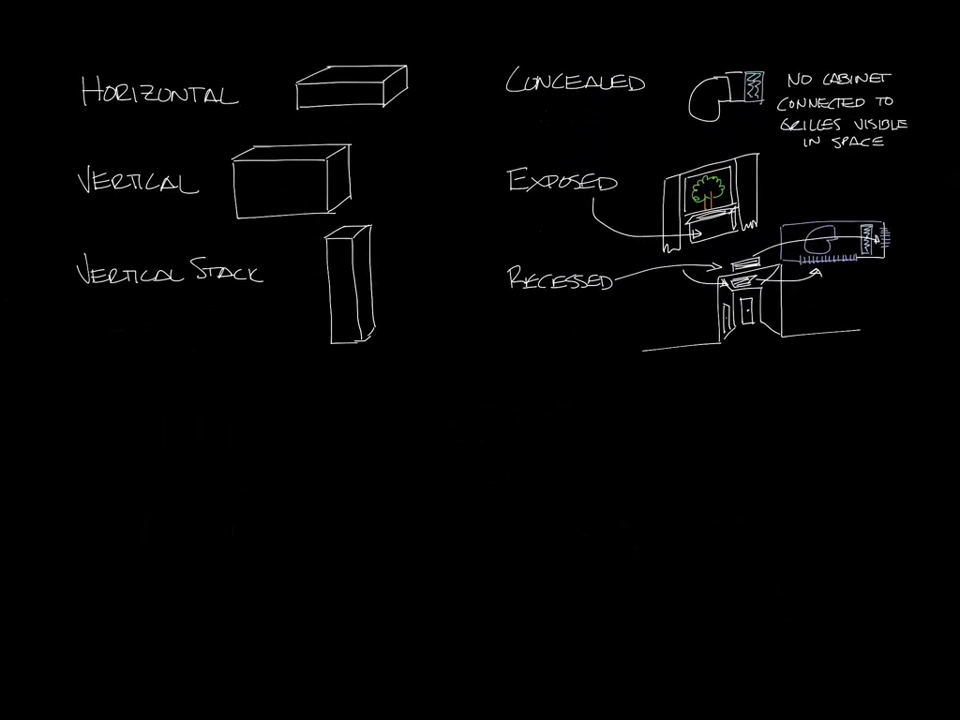 HORIZONTAL
VERTICAL
VERTICAL STACK
CONCEALED
NO CABINET
CONNECTED TO
GRILLES VISIBLE
IN SPACE
EXPOSED
RECESSED